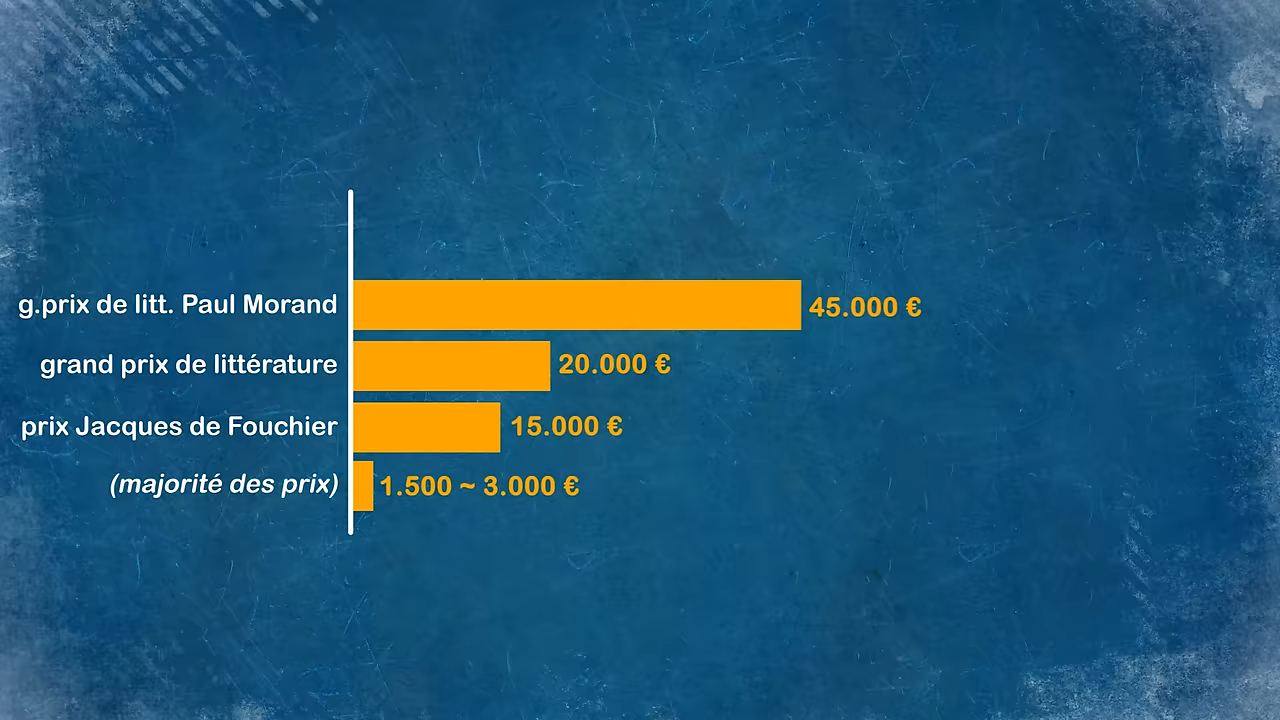 g.prix de litt. Paul Morand 45.000 €
grand prix de littérature 20.000 €
prix Jacques de Fouchier 15.000 €
(majorité des prix) 1.500 ~ 3.000 €